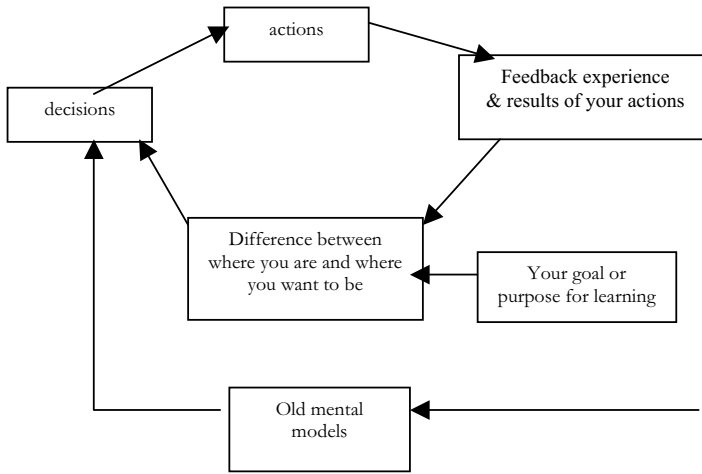 actions
Feedback experience
& results of your actions
decisions
Difference between
where you are and where
you want to be
Your goal or
purpose for learning
Old mental
models